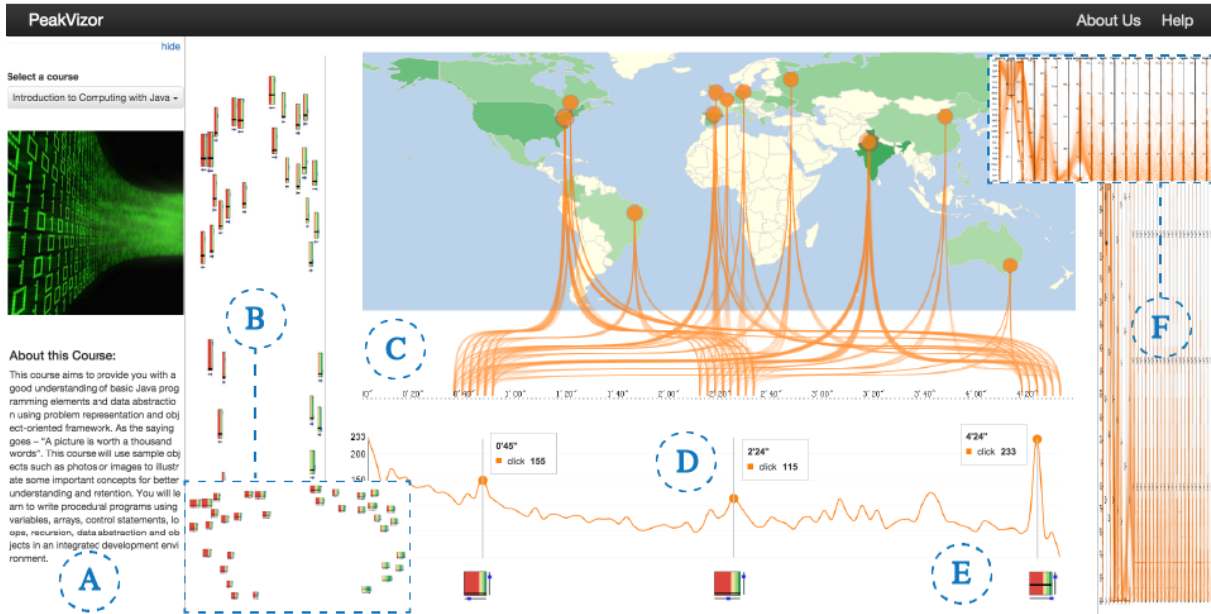 PeakVizor
About Us Help
hide
Select a course
Introduction to Computing with Java
About this Course:
This course aims to provide you with a
good understanding of basic Java prog
ramming elements and data abstractio
n using problem representation and obj
ect-oriented framework. As the saying
goes – “A picture is worth a thousand
words”. This course will use sample obj
ects such as photos or images to illustr
ate some important concepts for better
understanding and retention. You will le
arn to write procedural programs using
variables, arrays, control statements, lo
ops, recursion, data abstraction and ob
jects in an integrated development envi
ronment.
A
B
C
0'20" 0'40" 1'00" 1'20" 1'40" 2'00" 2'20" 2'40" 3'00" 3'20" 3'40" 4'00" 4'20"
233
200
150
0'45"
click 155
D
2'24"
click 115
4'24"
click 233
E
F